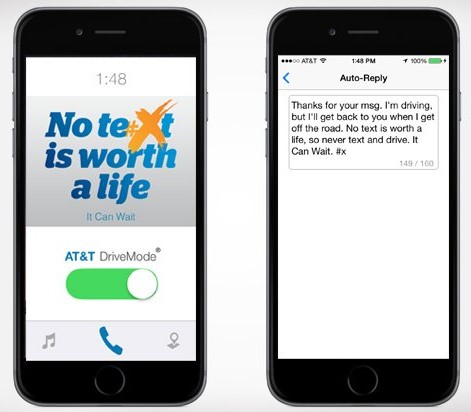 1:48
No text
is worth
a life
It Can Wait
AT&T DriveMode®
AT&T 1:48 PM 100%
Auto-Reply
Thanks for your msg. I'm driving,
but I'll get back to you when I get
off the road. No text is worth a
life, so never text and drive. It
Can Wait. #x
149 / 160